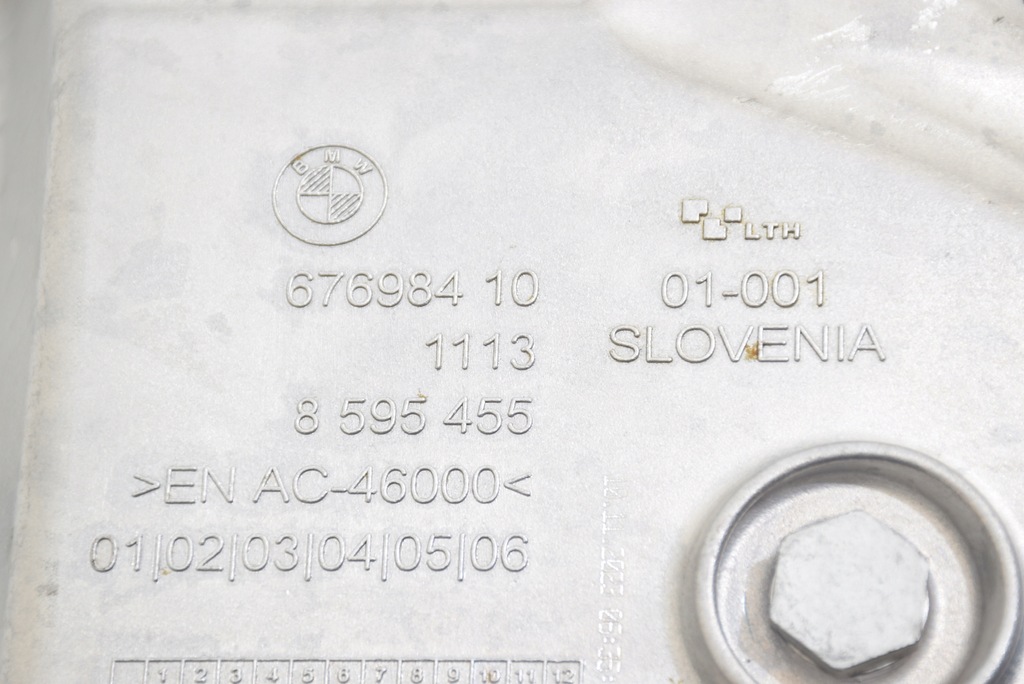 BMW
676984 10
1113
8 595 455
>EN AC-46000<
01|02|03|04|05|06
1 2 3 4 5 6 7 8 9 10 11 12
LTH
01-001
SLOVENIA